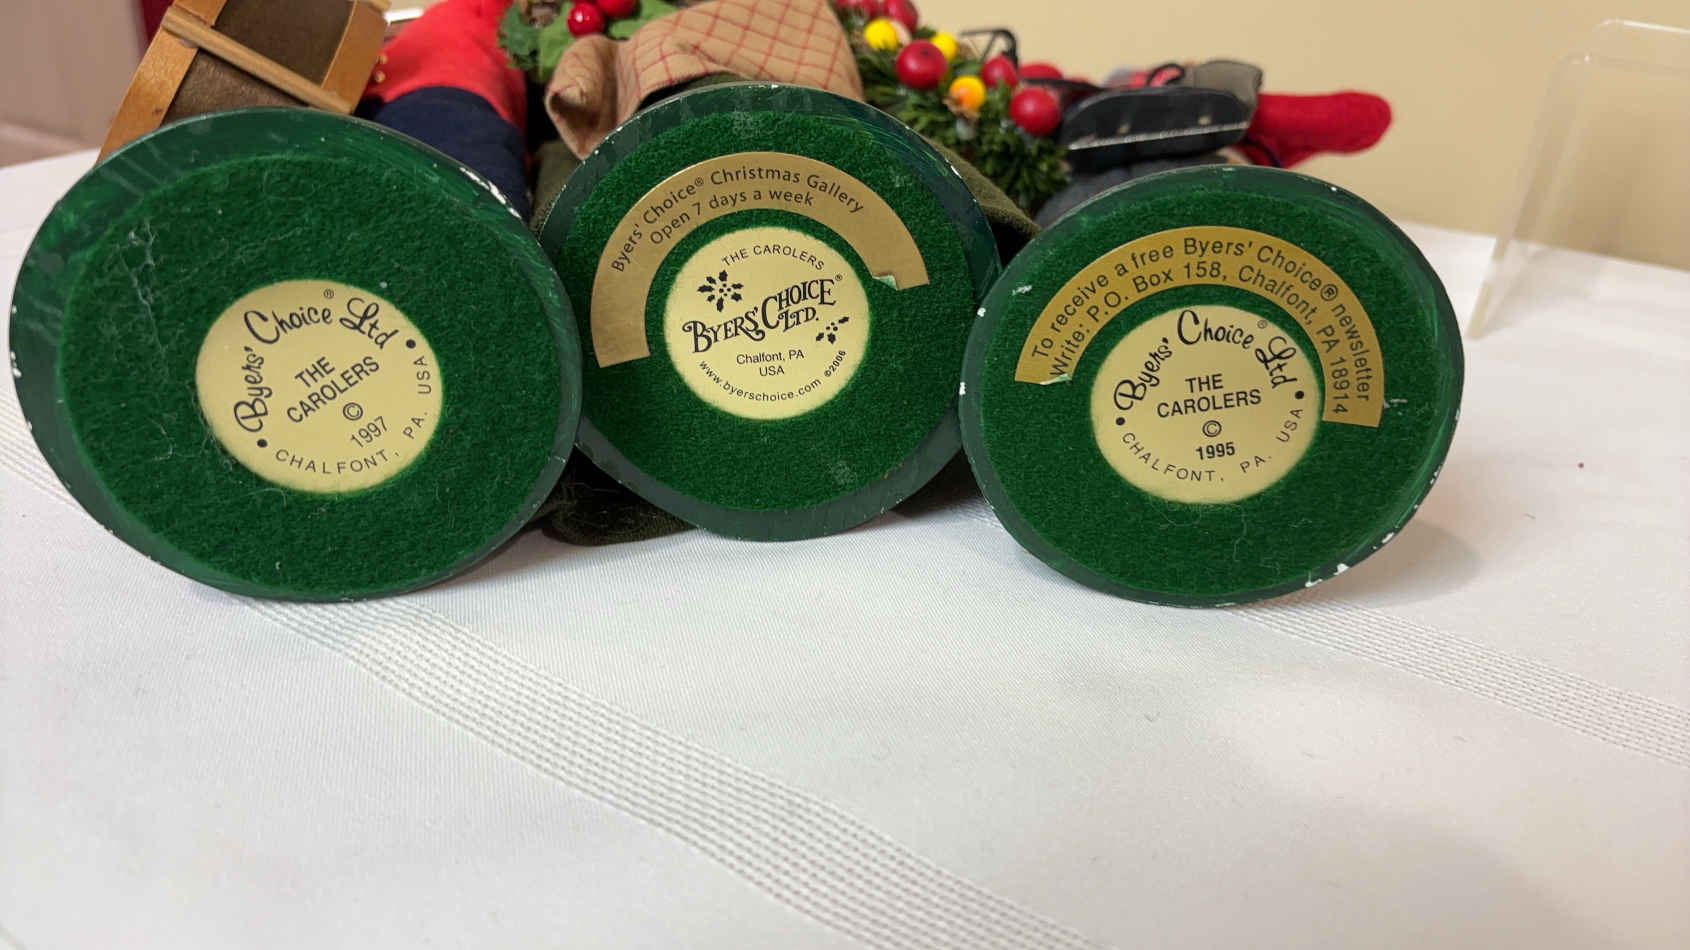 Byers' Choice® Ltd
THE
CAROLERS
©
1997
• CHALFONT, PA. USA •
Byers' Choice® Christmas Gallery
Open 7 days a week
THE CAROLERS
BYERS' CHOICE®
LTD.
Chalfont, PA
USA
www.byerschoice.com ©2006
To receive a free Byers' Choice® newsletter
Write: P.O. Box 158, Chalfont, PA 18914
Byers' Choice® Ltd
THE
CAROLERS
©
1995
• CHALFONT, PA. USA •